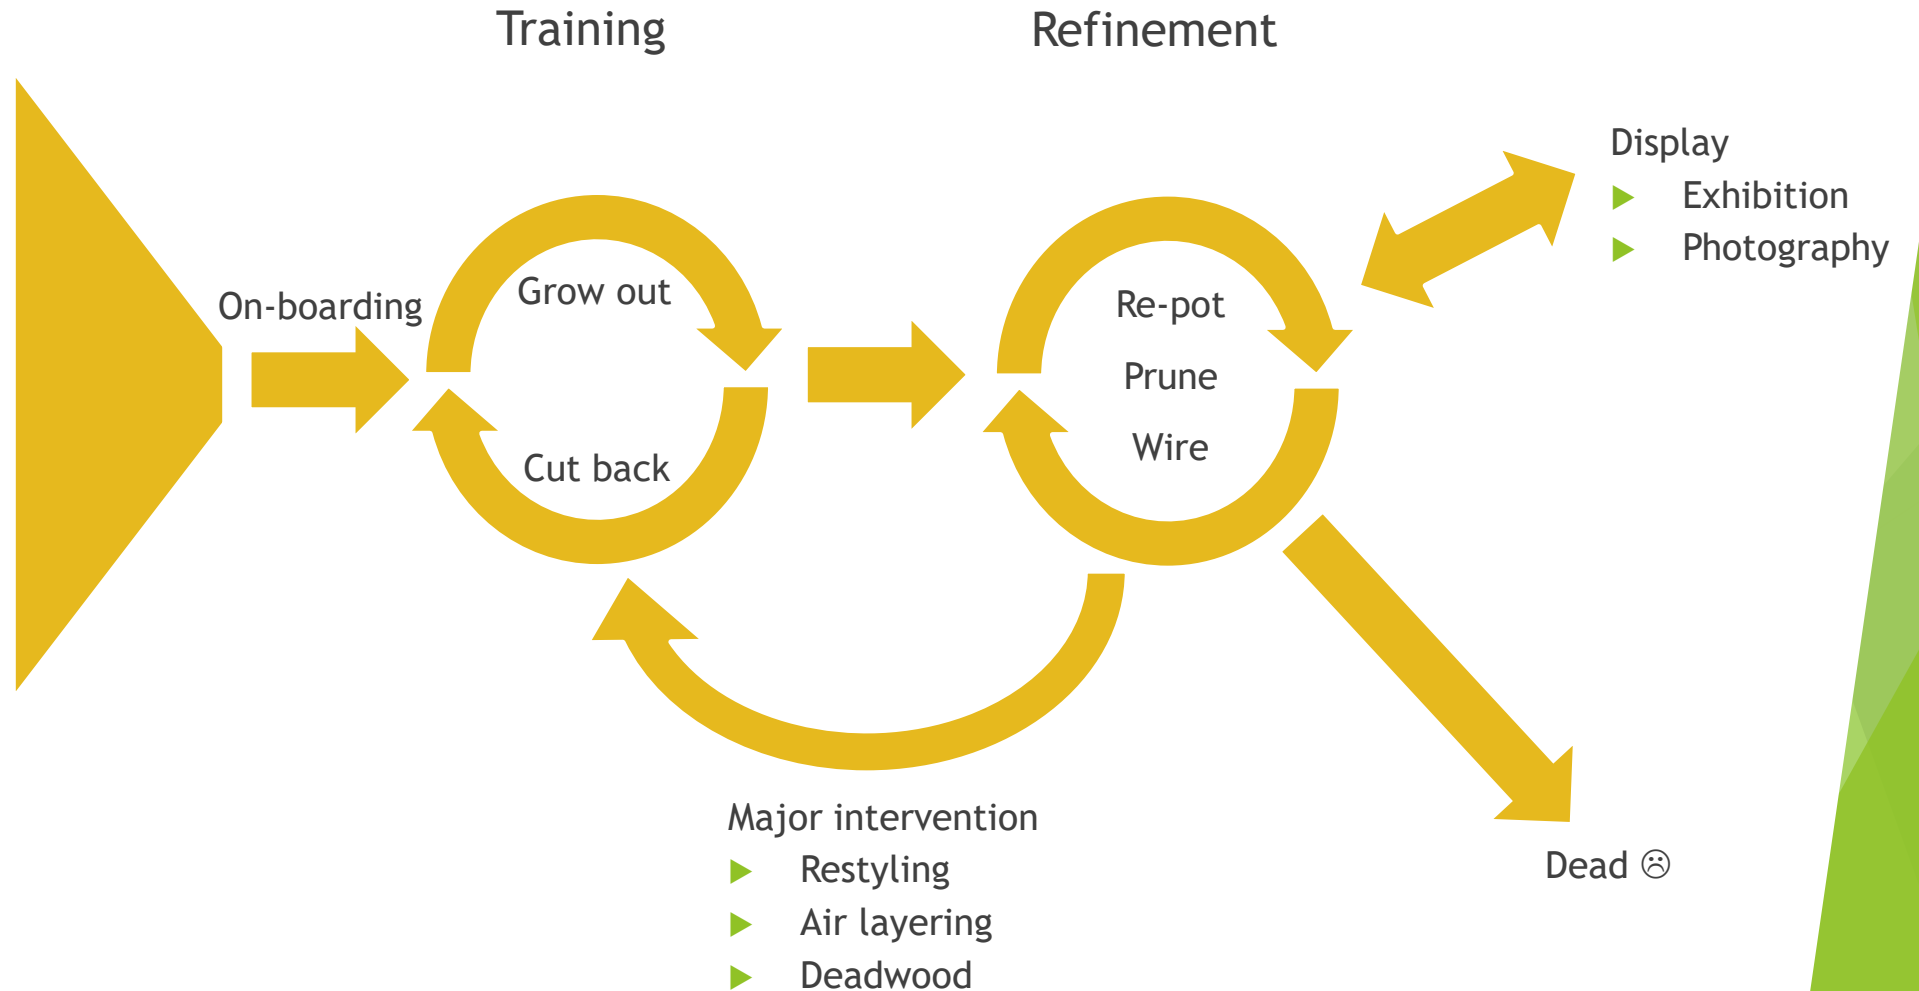 Training
Refinement
On-boarding
Grow out
Cut back
Re-pot
Prune
Wire
Display
Exhibition
Photography
Major intervention
Restyling
Air layering
Deadwood
Dead ☹